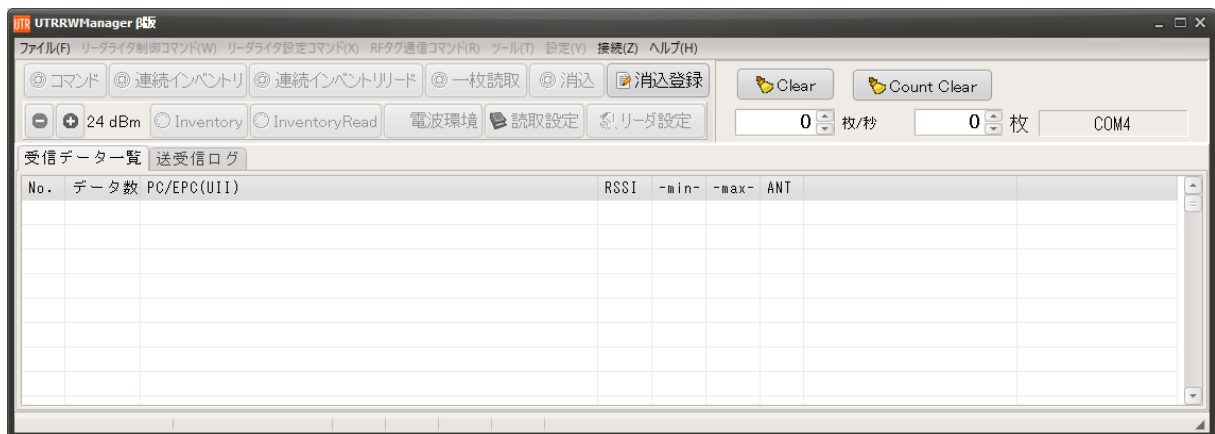 UTR UTRRWManager β版
ファイル(F) リーダライタ制御コマンド(W) リーダライタ設定コマンド(X) RFタグ通信コマンド(R) ツール(T) 設定(Y) 接続(Z) ヘルプ(H)
コマンド 連続インベントリ 連続インベントリリード 一枚読取 消込 消込登録 Clear Count Clear
24 dBm Inventory InventoryRead 電波環境 読取設定 リーダ設定 0 枚/秒 0 枚 COM4
受信データ一覧 送受信ログ
No. データ数 PC/EPC(UII) RSSI -min- -max- ANT